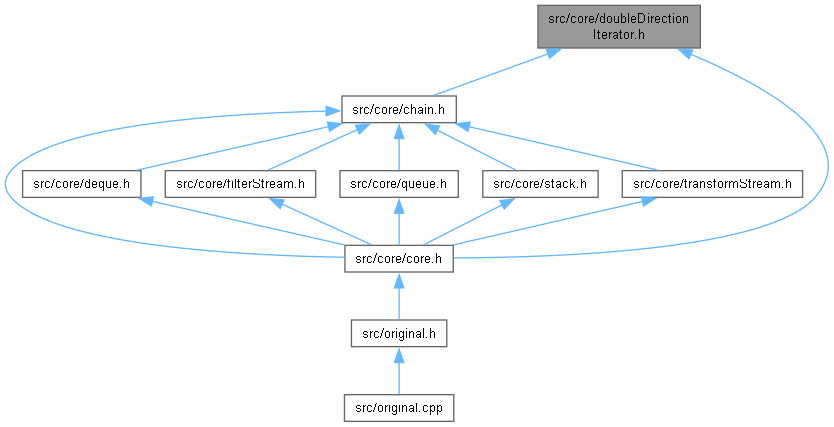 src/core/doubleDirection
Iterator.h
src/core/chain.h
src/core/deque.h
src/core/filterStream.h
src/core/queue.h
src/core/stack.h
src/core/transformStream.h
src/core/core.h
src/original.h
src/original.cpp